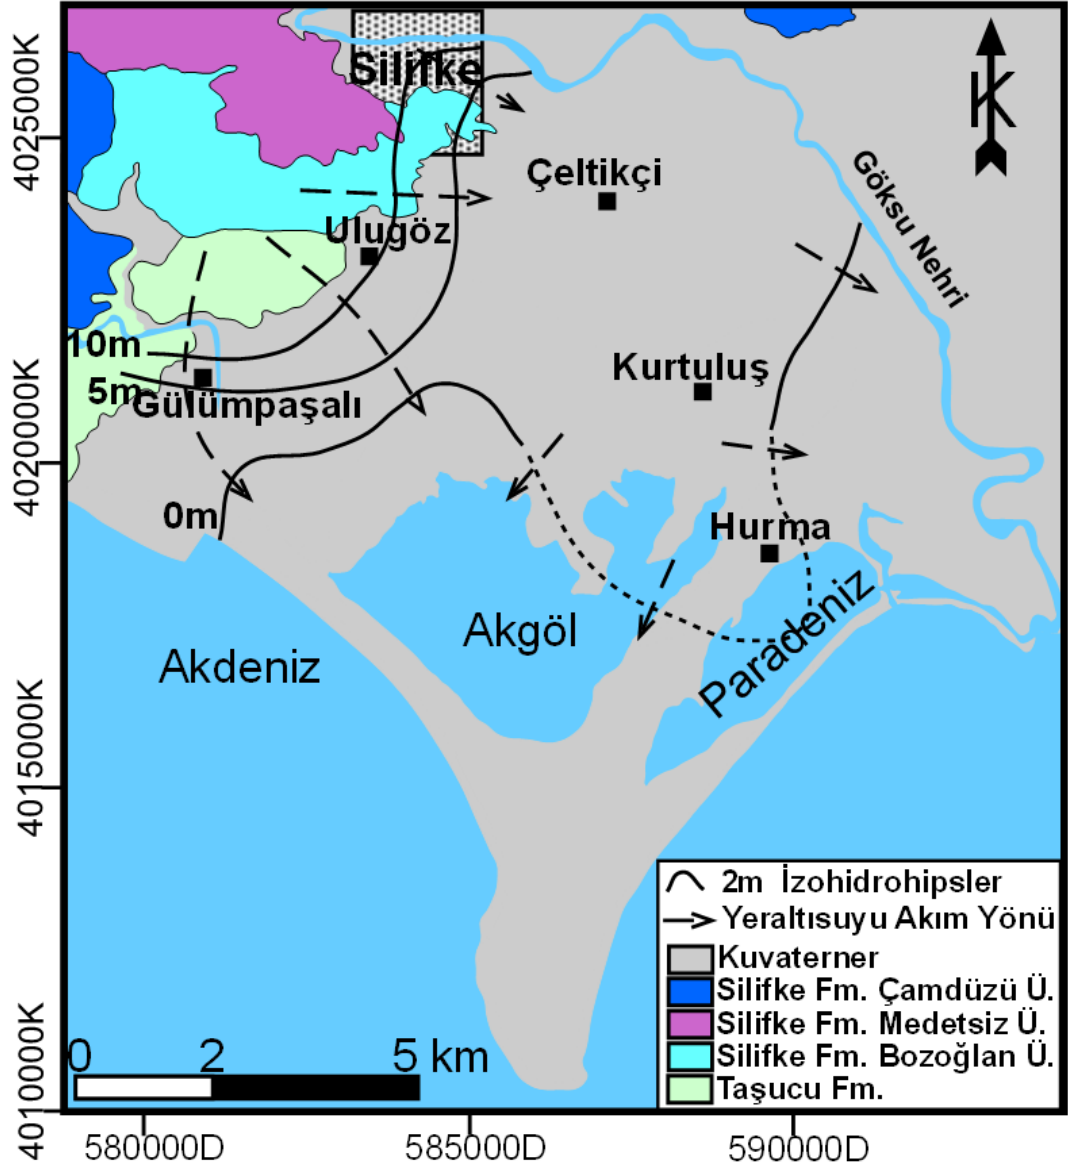 Silifke
K
Çeltikçi
Göksu Nehri
Ulugöz
10m
5m
Gülümpaşalı
Kurtuluş
0m
Hurma
Akgöl
Paradeniz
Akdeniz
2m İzohidrohipsler
Yeraltısuyu Akım Yönü
Kuvaterner
Silifke Fm. Çamdüzü Ü.
Silifke Fm. Medetsiz Ü.
Silifke Fm. Bozoğlan Ü.
Taşucu Fm.
0 2 5 km
4025000K
4020000K
4015000K
4010000K
580000D
585000D
590000D